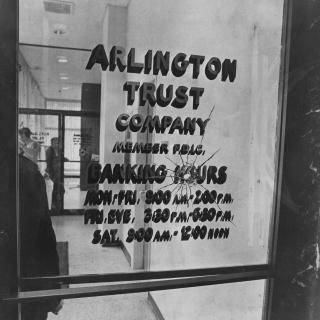 ARLINGTON
TRUST
COMPANY
MEMBER F.D.I.C.
BANKING HOURS
MON.-FRI. 9:00 A.M.-2:00 P.M.
FRI. EVE. 3:30 P.M.-6:30 P.M.
SAT. 9:00 A.M.-12:00 NOON